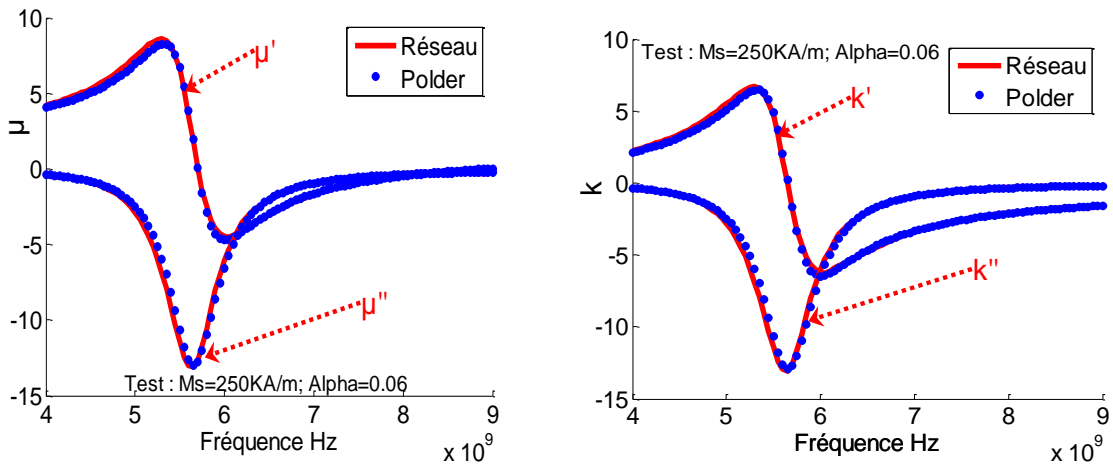 10
5
0
-5
-10
-15
µ
Réseau
Polder
µ'
µ"
Test : Ms=250KA/m; Alpha=0.06
4
5
6
7
8
9
Fréquence Hz
x 10^9
15
10
5
0
-5
-10
-15
k
Test : Ms=250KA/m; Alpha=0.06
Réseau
Polder
k'
k"
4
5
6
7
8
9
Fréquence Hz
x 10^9